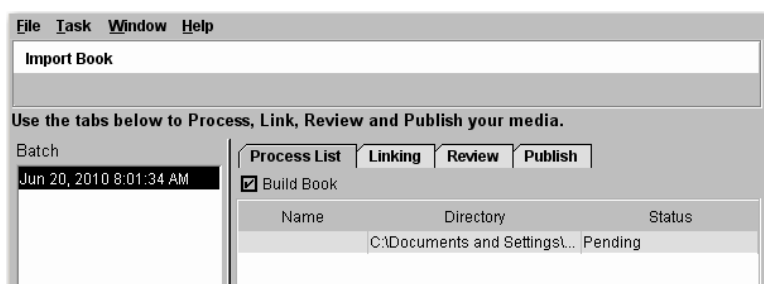 File Task Window Help
Import Book
Use the tabs below to Process, Link, Review and Publish your media.
Batch
Process List Linking Review Publish
Jun 20, 2010 8:01:34 AM
Build Book
Name Directory Status
C:\Documents and Settings\... Pending